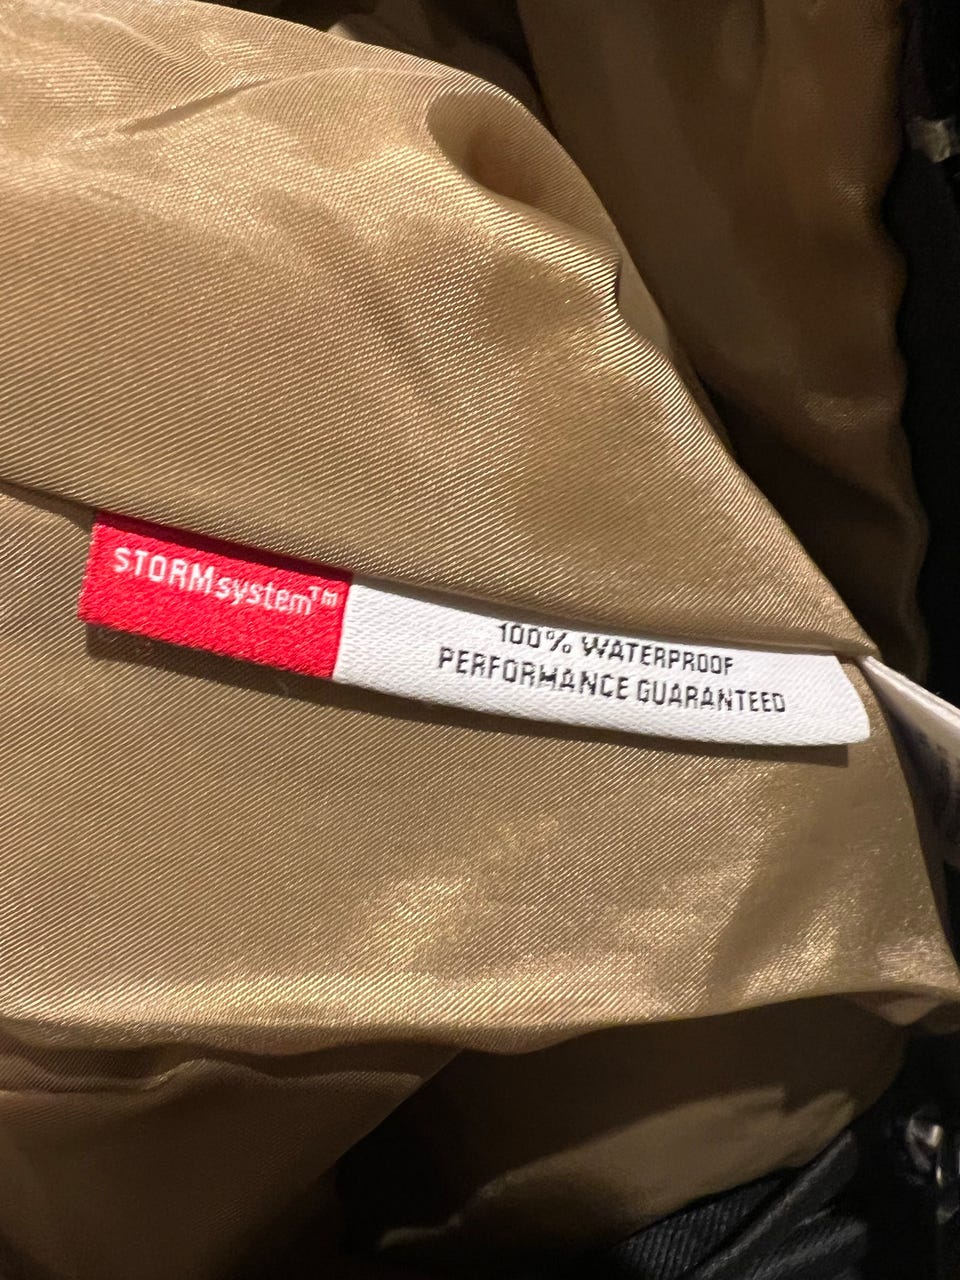 STORMsystem™
100% WATERPROOF
PERFORMANCE GUARANTEED